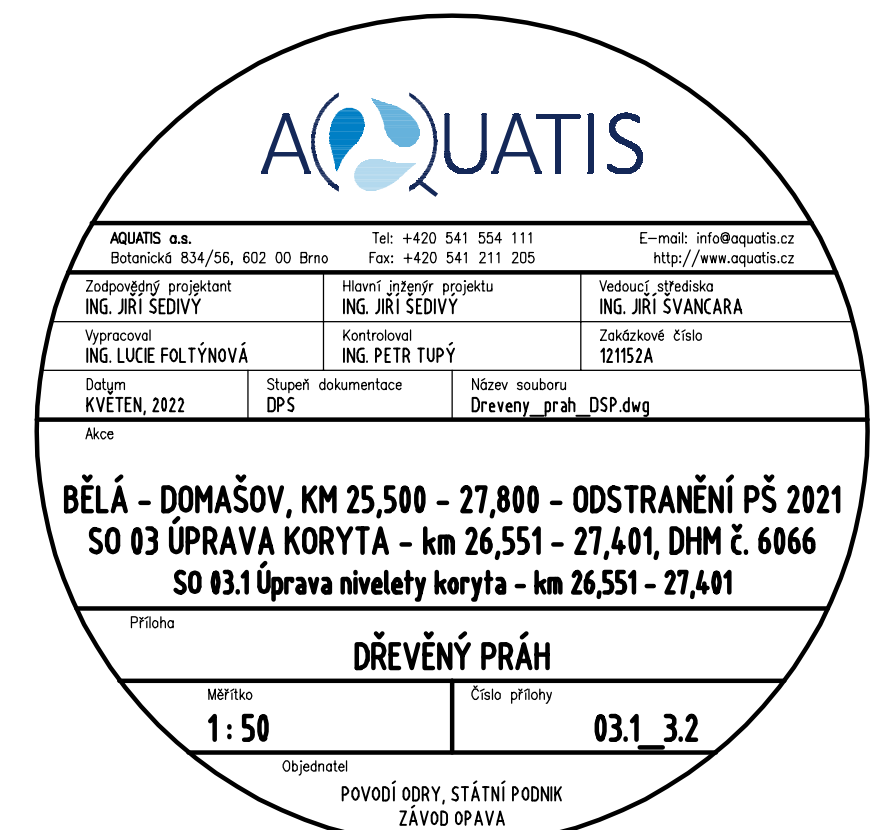 AQUATIS
AQUATIS a.s. Tel: +420 541 554 111 E-mail: info@aquatis.cz
Botanická 834/56, 602 00 Brno Fax: +420 541 211 205 http://www.aquatis.cz
Zodpovědný projektant Hlavní inženýr projektu Vedoucí střediska
ING. JIŘÍ ŠEDIVÝ ING. JIŘÍ ŠEDIVÝ ING. JIŘÍ ŠVANCARA
Vypracoval Kontroloval Zakázkové číslo
ING. LUCIE FOLTÝNOVÁ ING. PETR TUPÝ 121152A
Datum Stupeň dokumentace Název souboru
KVĚTEN, 2022 DPS Dreveny_prah_DSP.dwg
Akce
BĚLÁ - DOMAŠOV, KM 25,500 - 27,800 - ODSTRANĚNÍ PŠ 2021
SO 03 ÚPRAVA KORYTA - km 26,551 - 27,401, DHM č. 6066
SO 03.1 Úprava nivelety koryta - km 26,551 - 27,401
Příloha
DŘEVĚNÝ PRÁH
Měřítko Číslo přílohy
1:50 03.1_3.2
Objednatel
POVODÍ ODRY, STÁTNÍ PODNIK
ZÁVOD OPAVA